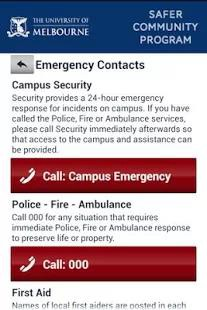 THE UNIVERSITY OF
MELBOURNE
SAFER
COMMUNITY
PROGRAM
Emergency Contacts
Campus Security
Security provides a 24-hour emergency
response for incidents on campus. If you have
called the Police, Fire or Ambulance services,
please call Security immediately afterwards so
that access to the campus and assistance can
be provided.
Call: Campus Emergency
Police - Fire - Ambulance
Call 000 for any situation that requires
immediate Police, Fire or Ambulance response
to preserve life or property.
Call: 000
First Aid
Names of local first aiders are posted in each